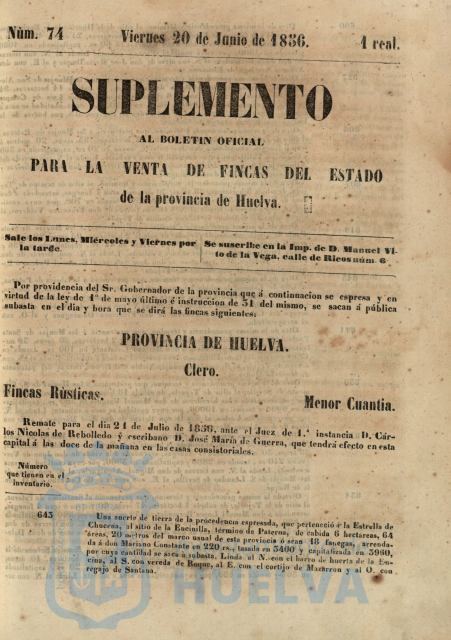 Núm. 74 Viernes 20 de Junio de 1856. 1 real.
SUPLEMENTO
AL BOLETIN OFICIAL
PARA LA VENTA DE FINCAS DEL ESTADO
de la provincia de Huelva.
Sale los Lunes, Miércoles y Viernes por
la tarde.
Se suscribe en la Imp. de D. Manuel Vi-
to de la Vega, calle de Ricos núm. 6
Por providencia del Sr. Gobernador de la provincia que á continuacion se espresa y en
virtud de la ley de 1.º de mayo último é instruccion de 31 del mismo, se sacan á pública
subasta en el dia y hora que se dirá las fincas siguientes:
PROVINCIA DE HUELVA.
Clero.
Fincas Rùsticas. Menor Cuantia.
Remate para el dia 21 de Julio de 1856, ante el Juez de 1.ª instancia D. Cár-
los Nicolas de Rebolledo y escribano D. José María de Guerra, que tendrá efecto en esta
capital á las doce de la mañana en las casas consistoriales.
Número
que tienen en el
inventario.
643 Una suerte de tierra de la procedencia espresada, que perteneció á la Estrella de
Chucena, al sitio de la Encinilla, término de Paterna, de cabida 6 hectareas, 64
áreas, 20 metros del marco usual de esta provincia ó sean 18 fanegas, arrenda-
da á don Mariano Constante en 220 rs., tasada en 5400 y capitalizada en 3960,
por cuya cantidad se saca á subasta. Linda al N. con el barro de huerta de la En-
cina, al S. con vereda de Roque, al E. con el cortijo de Mazarron y al O. con
regajo de Santana.
HUELVA